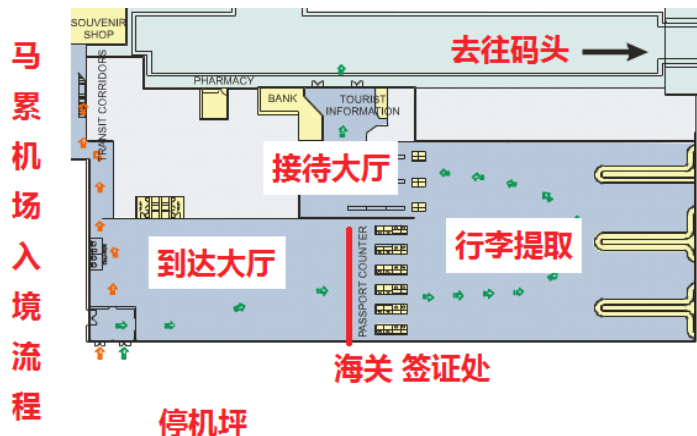 马累机场入境流程
SOUVENIR
SHOP
TRANSIT CORRIDORS
去往码头
PHARMACY
BANK
TOURIST
INFORMATION
接待大厅
到达大厅
PASSPORT COUNTER
行李提取
海关 签证处
停机坪